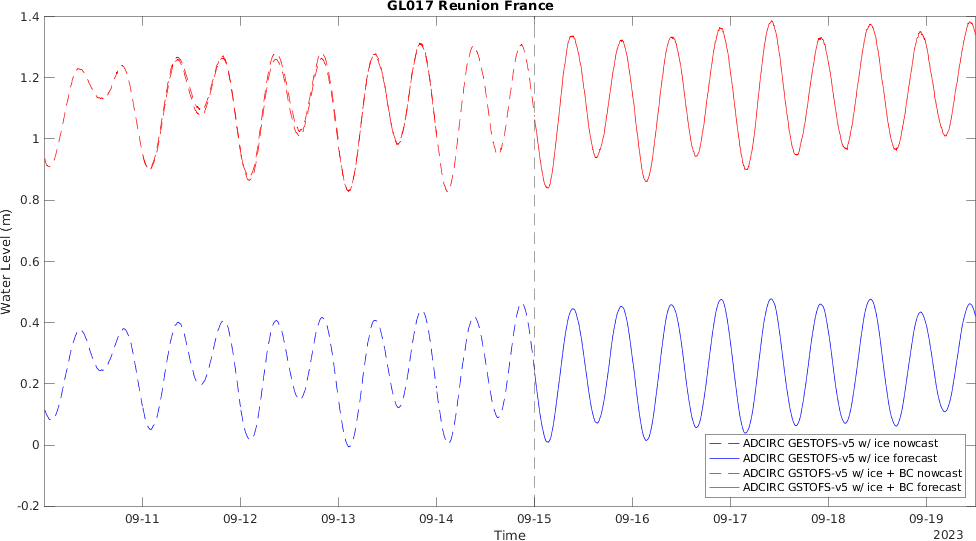 GL017 Reunion France
Water Level (m)
1.4
1.2
1
0.8
0.6
0.4
0.2
0
-0.2
09-11
09-12
09-13
09-14
09-15
09-16
09-17
09-18
09-19
Time
2023
ADCIRC GESTOFS-v5 w/ ice nowcast
ADCIRC GESTOFS-v5 w/ ice forecast
ADCIRC GSTOFS-v5 w/ ice + BC nowcast
ADCIRC GSTOFS-v5 w/ ice + BC forecast